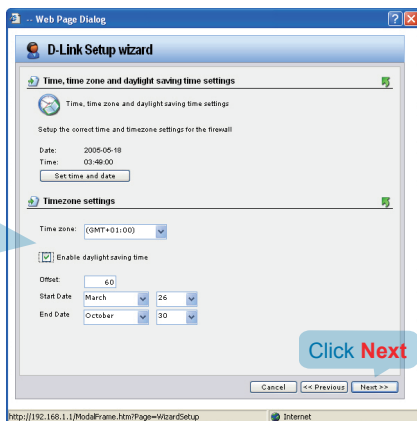 -- Web Page Dialog
D-Link Setup wizard
Time, time zone and daylight saving time settings
Time, time zone and daylight saving time settings
Setup the correct time and timezone settings for the firewall
Date: 2005-05-18
Time: 03:49:00
Set time and date
Timezone settings
Time zone: (GMT+01:00)
Enable daylight saving time
Offset: 60
Start Date March 26
End Date October 30
Click Next
Cancel << Previous Next >>
http://192.168.1.1/ModalFrame.htm?Page=WizardSetup Internet